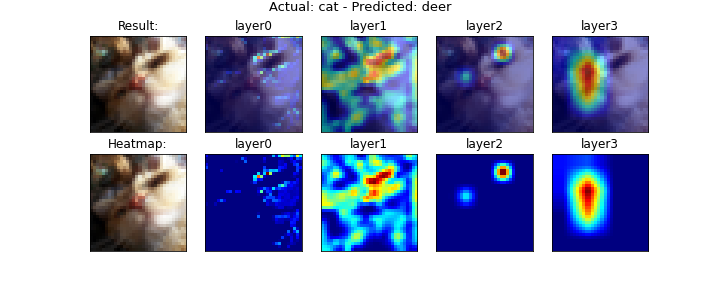 Actual: cat - Predicted: deer
Result: layer0 layer1 layer2 layer3
Heatmap: layer0 layer1 layer2 layer3